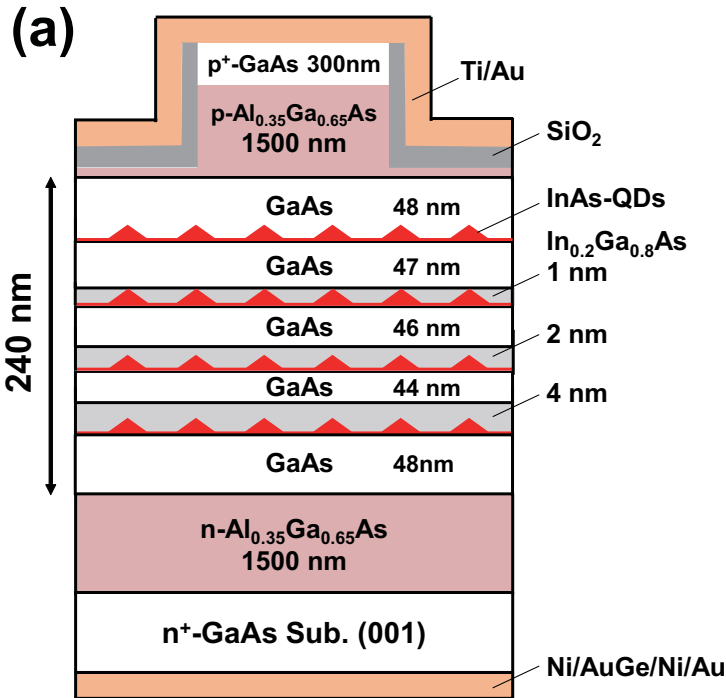 (a)
p⁺-GaAs 300nm
Ti/Au
p-Al₀.₃₅Ga₀.₆₅As
1500 nm
SiO₂
GaAs 48 nm
InAs-QDs
In₀.₂Ga₀.₈As
GaAs 47 nm
1 nm
GaAs 46 nm
2 nm
GaAs 44 nm
4 nm
GaAs 48nm
240 nm
n-Al₀.₃₅Ga₀.₆₅As
1500 nm
n⁺-GaAs Sub. (001)
Ni/AuGe/Ni/Au